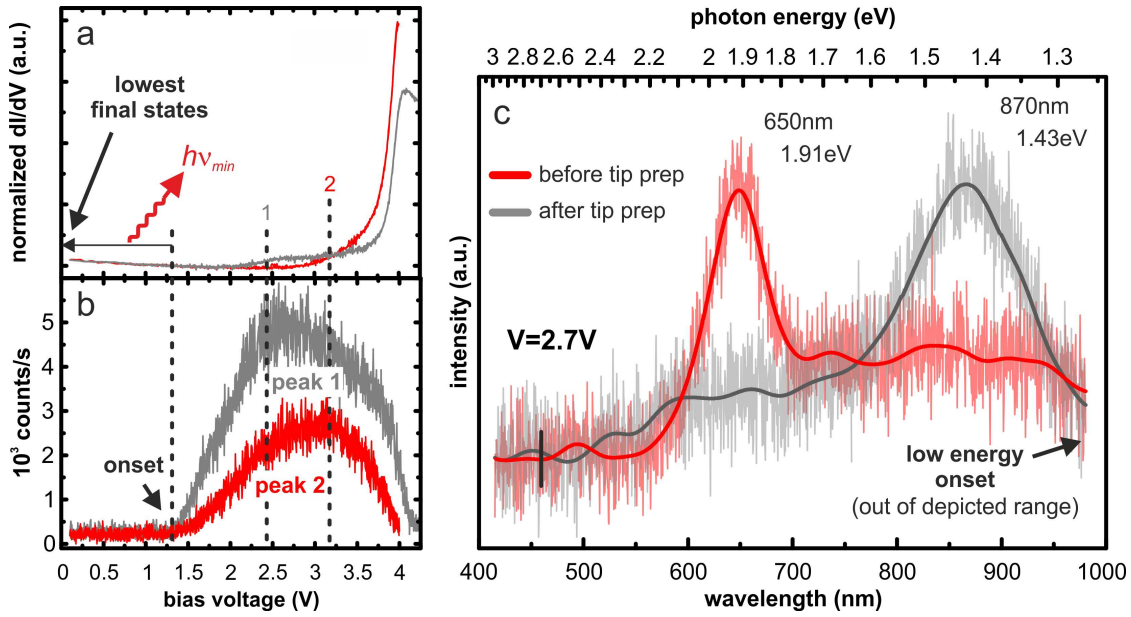 a
normalized dI/dV (a.u.)
lowest
final states
hνmin
1
2
b
10³ counts/s
5
4
3
2
1
0
peak 1
peak 2
onset
0 0.5 1 1.5 2 2.5 3 3.5 4
bias voltage (V)
photon energy (eV)
3 2.8 2.6 2.4 2.2 2 1.9 1.8 1.7 1.6 1.5 1.4 1.3
c
intensity (a.u.)
650nm
1.91eV
870nm
1.43eV
before tip prep
after tip prep
V=2.7V
low energy
onset
(out of depicted range)
400 500 600 700 800 900 1000
wavelength (nm)